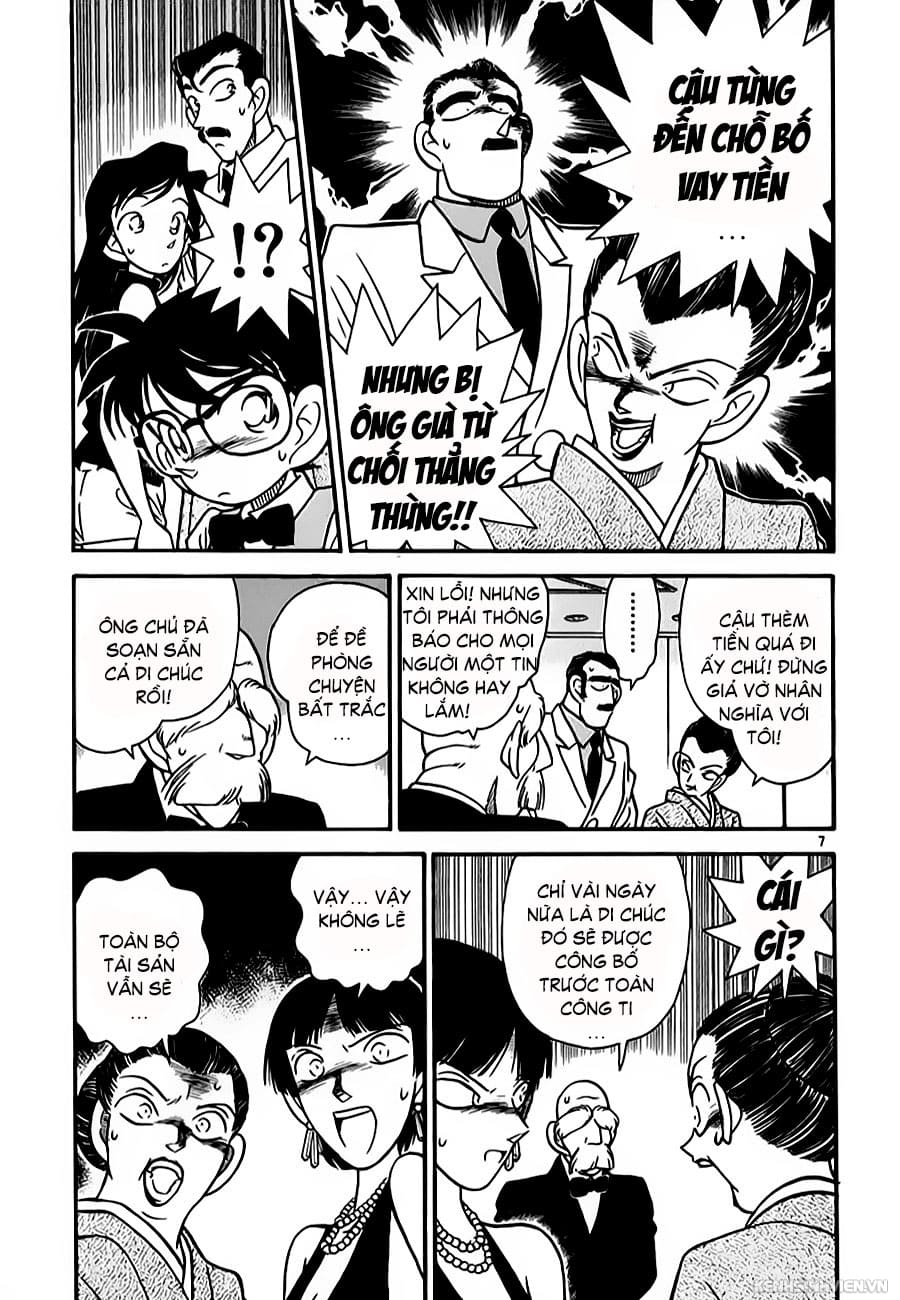 CẬU TỪNG
ĐẾN CHỖ BỐ
VAY TIỀN
...
NHƯNG BỊ
ÔNG GIÀ TỪ
CHỐI THẲNG
THỪNG!!
!?
CẬU THÈM
TIỀN QUÁ ĐI
ẤY CHỨ! ĐỪNG
GIẢ VỜ NHÂN
NGHĨA VỚI
TÔI!
........
XIN LỖI! NHƯNG
TÔI PHẢI THÔNG
BÁO CHO MỌI
NGƯỜI MỘT TIN
KHÔNG HAY
LẮM!
ĐỂ ĐỀ
PHÒNG
CHUYỆN
BẤT TRẮC
...
ÔNG CHỦ ĐÃ
SOẠN SẴN
CẢ DI CHÚC
RỒI!
7
CÁI
GÌ?
CHỈ VÀI NGÀY
NỮA LÀ DI CHÚC
ĐÓ SẼ ĐƯỢC
CÔNG BỐ
TRƯỚC TOÀN
CÔNG TI
...
VẬY... VẬY
KHÔNG LẼ
...
TOÀN BỘ
TÀI SẢN
VẪN SẼ
...